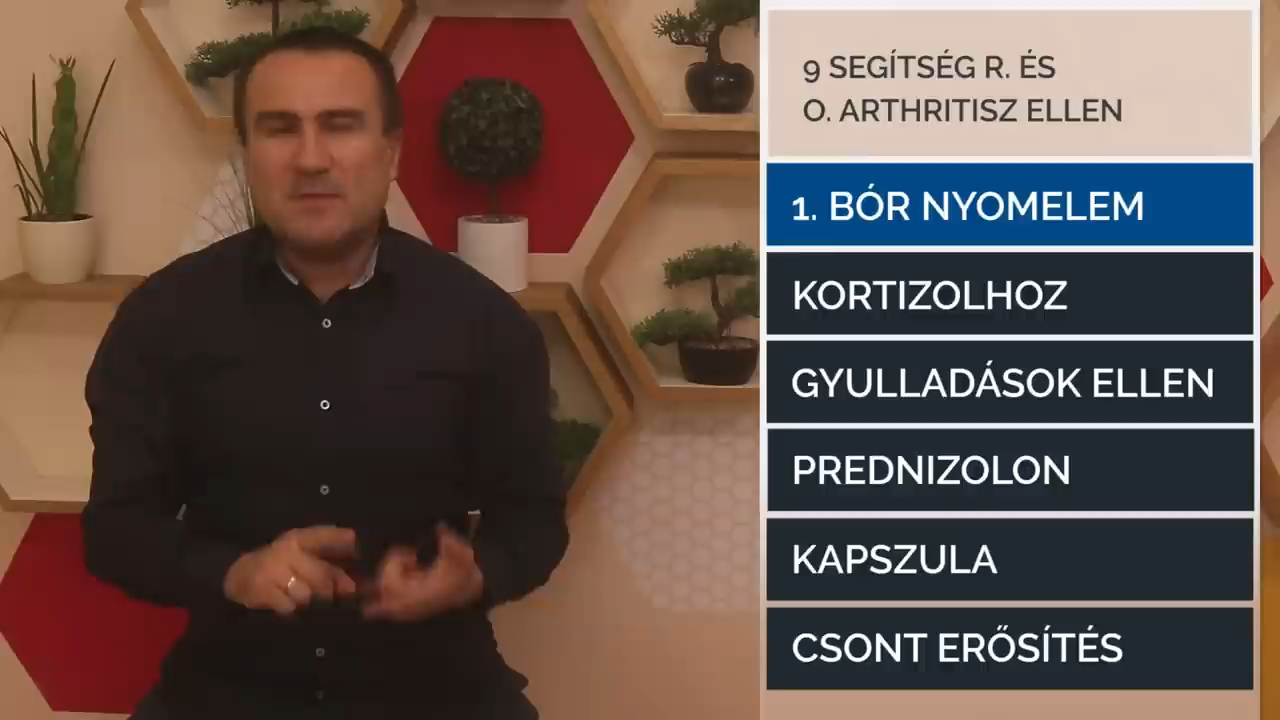 9 SEGÍTSÉG R. ÉS
O. ARTHRITISZ ELLEN
1. BÓR NYOMELEM
KORTIZOLHOZ
GYULLADÁSOK ELLEN
PREDNIZOLON
KAPSZULA
CSONT ERŐSÍTÉS